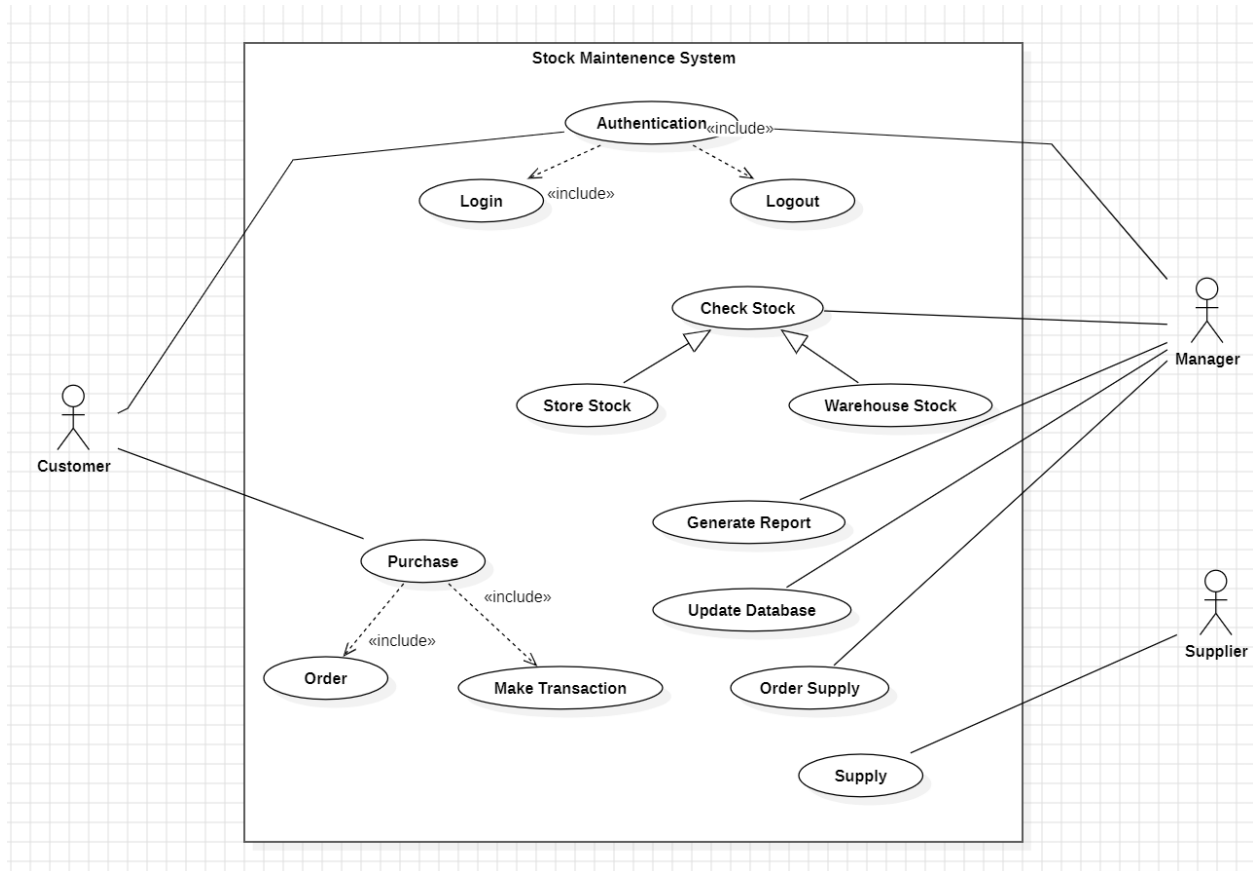 Stock Maintenence System
Authentication
«include»
Login
«include»
Logout
Check Stock
Manager
Store Stock
Warehouse Stock
Customer
Generate Report
Purchase
«include»
Update Database
«include»
Supplier
Order
Make Transaction
Order Supply
Supply